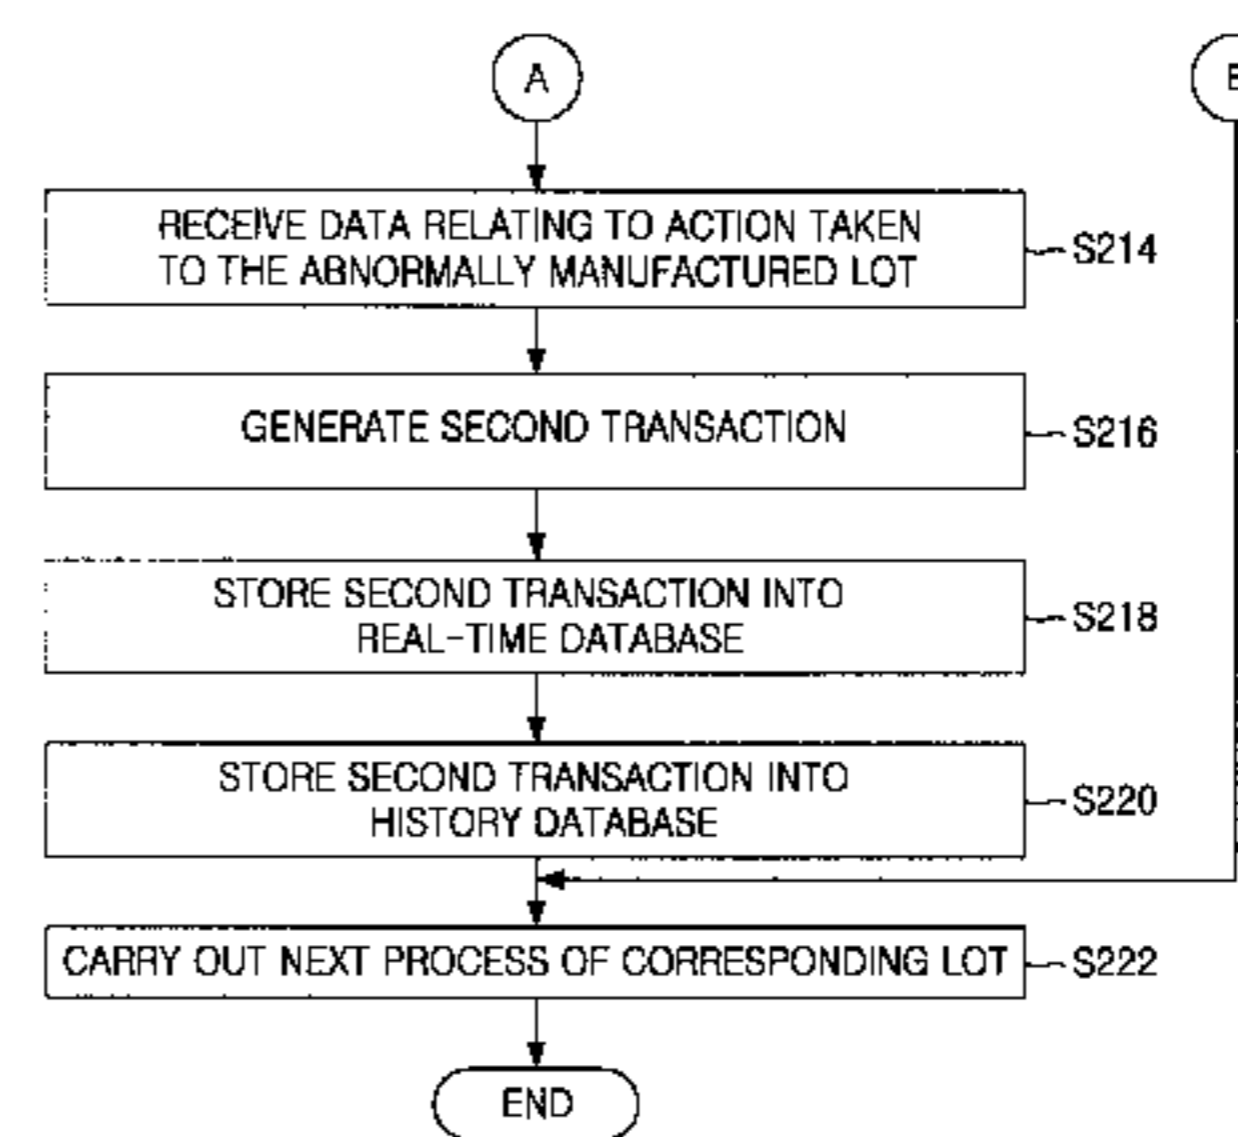 A
RECEIVE DATA RELATING TO ACTION TAKEN
TO THE ABNORMALLY MANUFACTURED LOT
S214
GENERATE SECOND TRANSACTION
S216
STORE SECOND TRANSACTION INTO
REAL-TIME DATABASE
S218
STORE SECOND TRANSACTION INTO
HISTORY DATABASE
S220
CARRY OUT NEXT PROCESS OF CORRESPONDING LOT
S222
END